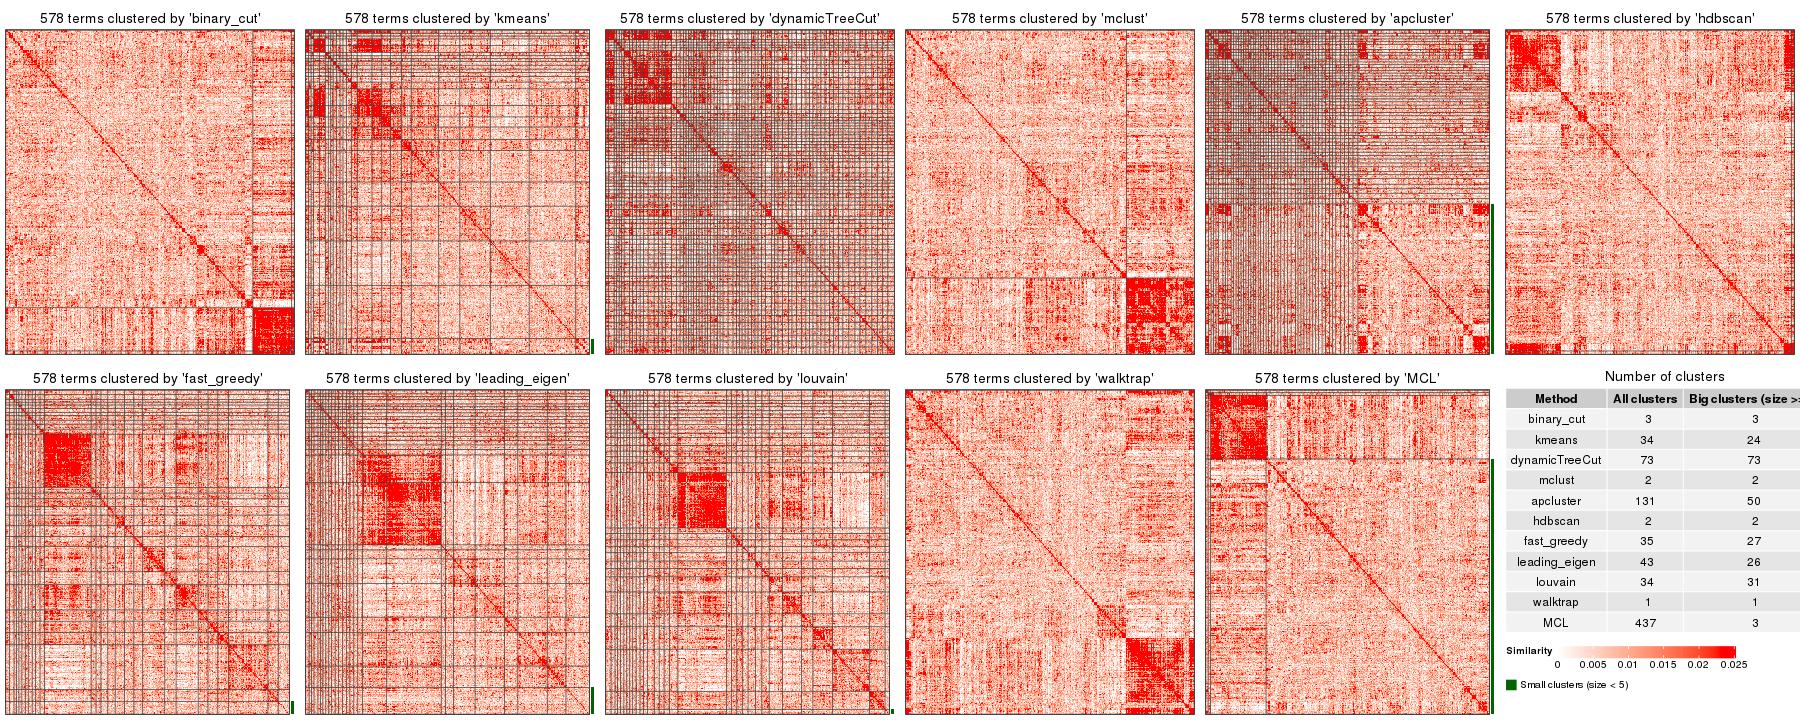 578 terms clustered by 'binary_cut'
578 terms clustered by 'kmeans'
578 terms clustered by 'dynamicTreeCut'
578 terms clustered by 'mclust'
578 terms clustered by 'apcluster'
578 terms clustered by 'hdbscan'
578 terms clustered by 'fast_greedy'
578 terms clustered by 'leading_eigen'
578 terms clustered by 'louvain'
578 terms clustered by 'walktrap'
578 terms clustered by 'MCL'
Number of clusters
Method All clusters Big clusters (size >=
binary_cut 3 3
kmeans 34 24
dynamicTreeCut 73 73
mclust 2 2
apcluster 131 50
hdbscan 2 2
fast_greedy 35 27
leading_eigen 43 26
louvain 34 31
walktrap 1 1
MCL 437 3
Similarity
0 0.005 0.01 0.015 0.02 0.025
Small clusters (size < 5)